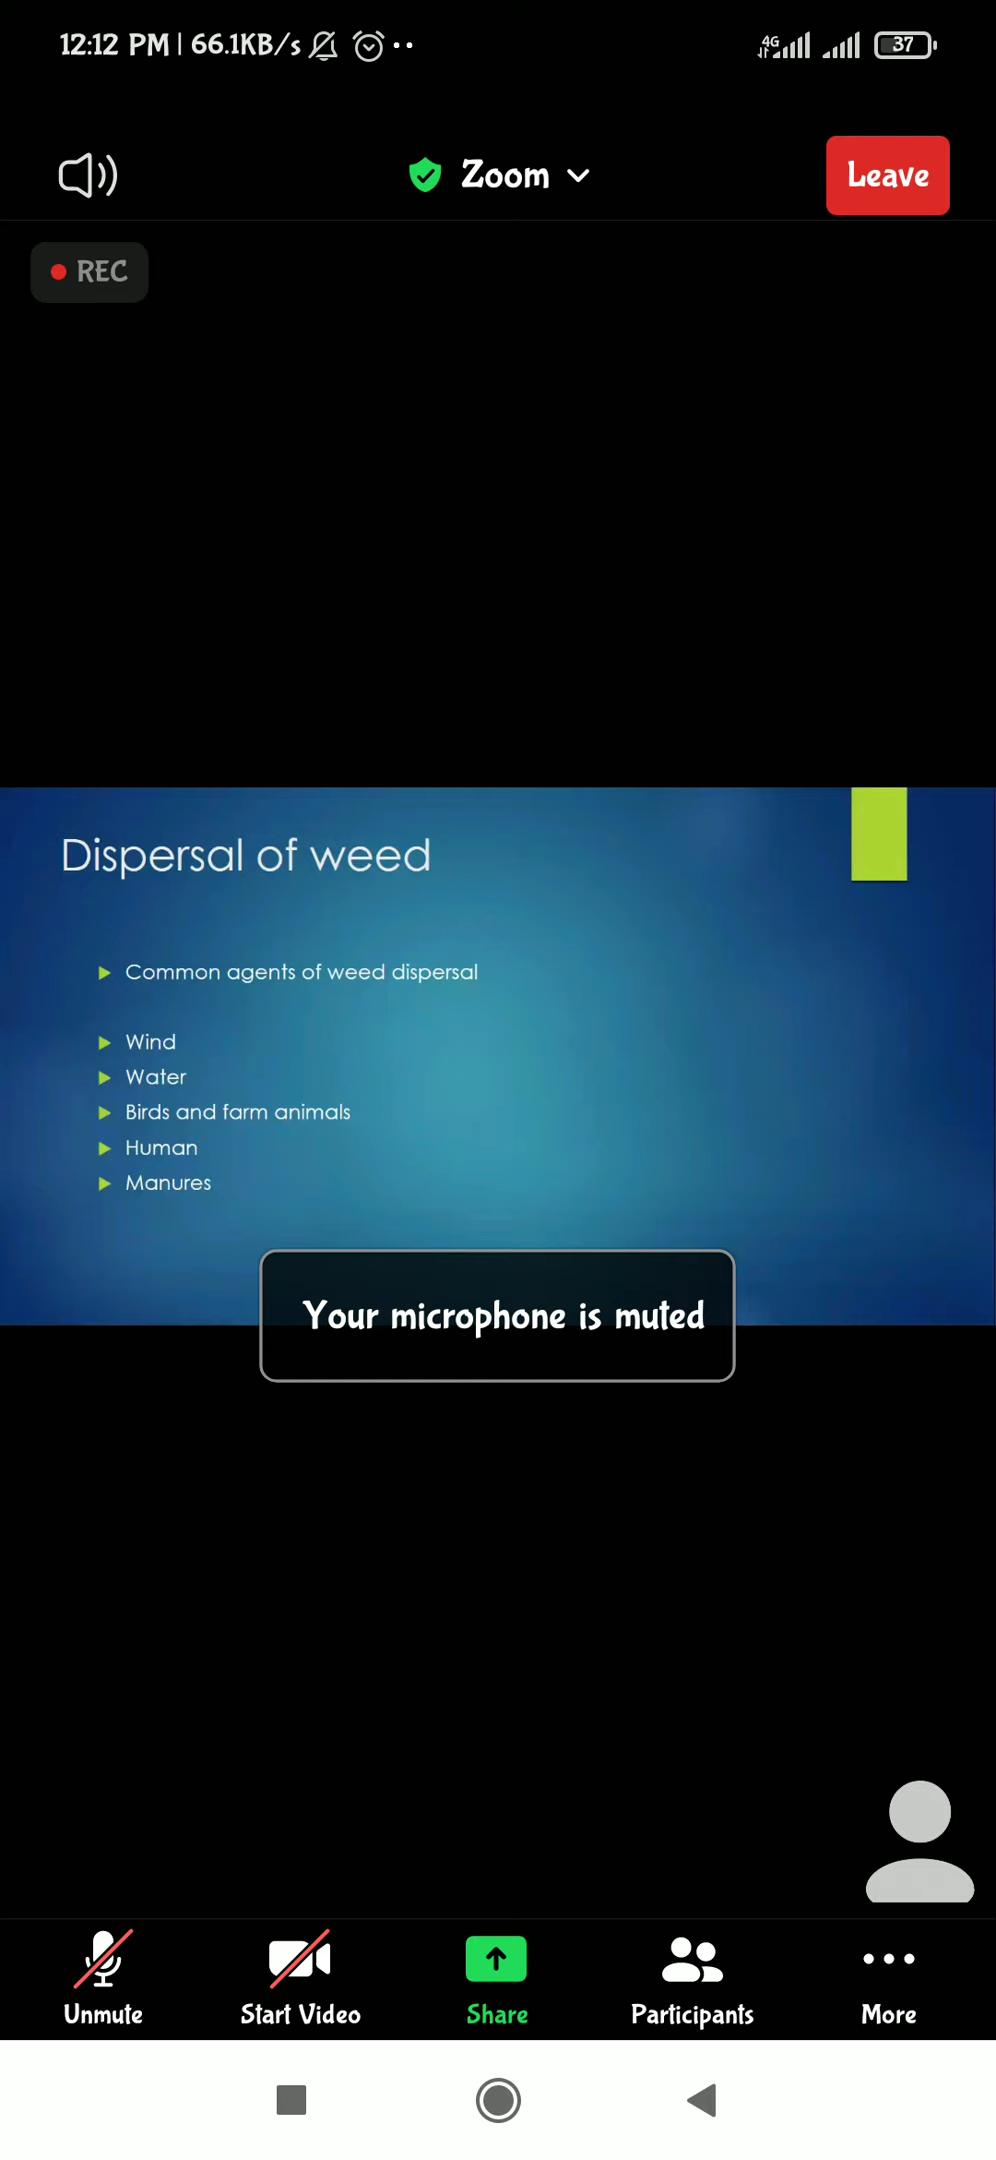 12:12 PM | 66.1KB/s
4G 37
Zoom
Leave
REC
Dispersal of weed
Common agents of weed dispersal
Wind
Water
Birds and farm animals
Human
Manures
Your microphone is muted
Unmute Start Video Share Participants More